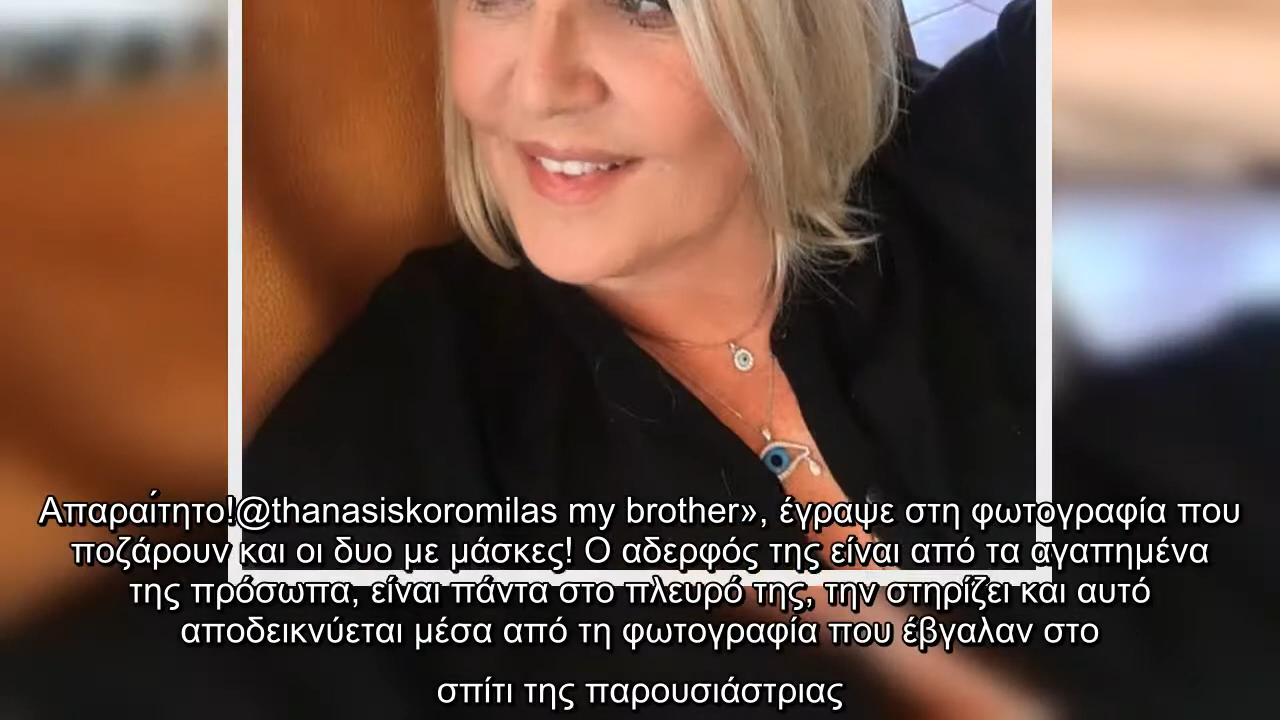 Απαραίτητο!@thanasiskoromilas my brother», έγραψε στη φωτογραφία που
ποζάρουν και οι δυο με μάσκες! Ο αδερφός της είναι από τα αγαπημένα
της πρόσωπα, είναι πάντα στο πλευρό της, την στηρίζει και αυτό
αποδεικνύεται μέσα από τη φωτογραφία που έβγαλαν στο
σπίτι της παρουσιάστριας